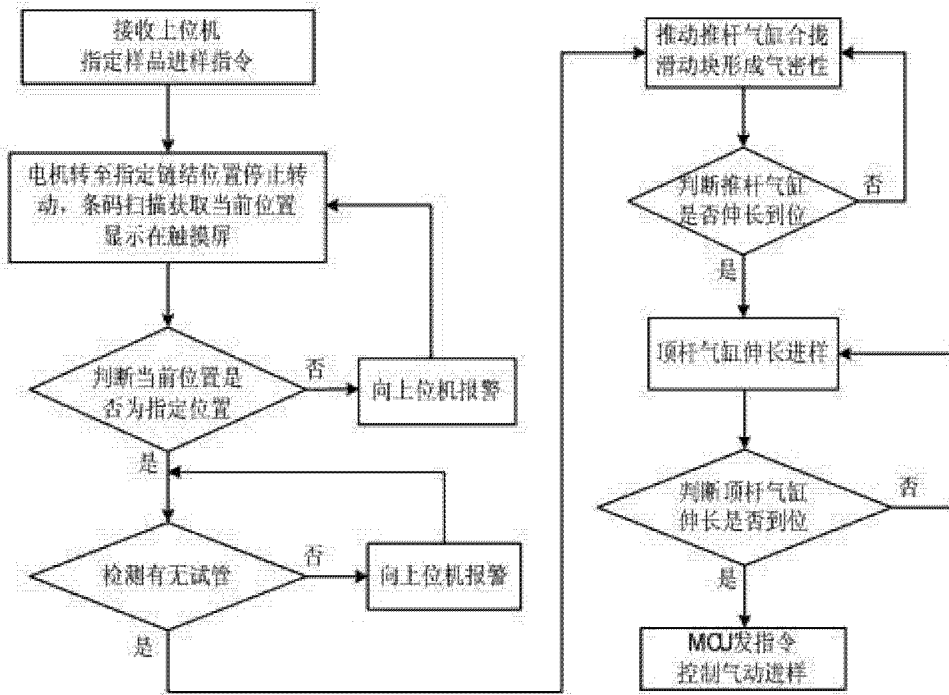 接收上位机
指定样品进样指令
电机转至指定链结位置停止转
动，条码扫描获取当前位置
显示在触摸屏
判断当前位置是
否为指定位置
否
向上位机报警
是
检测有无试管
否
向上位机报警
是
推动推杆气缸合拢
滑动块形成气密性
判断推杆气缸
是否伸长到位
否
是
顶杆气缸伸长进样
判断顶杆气缸
伸长是否到位
否
是
MCU发指令
控制气动进样